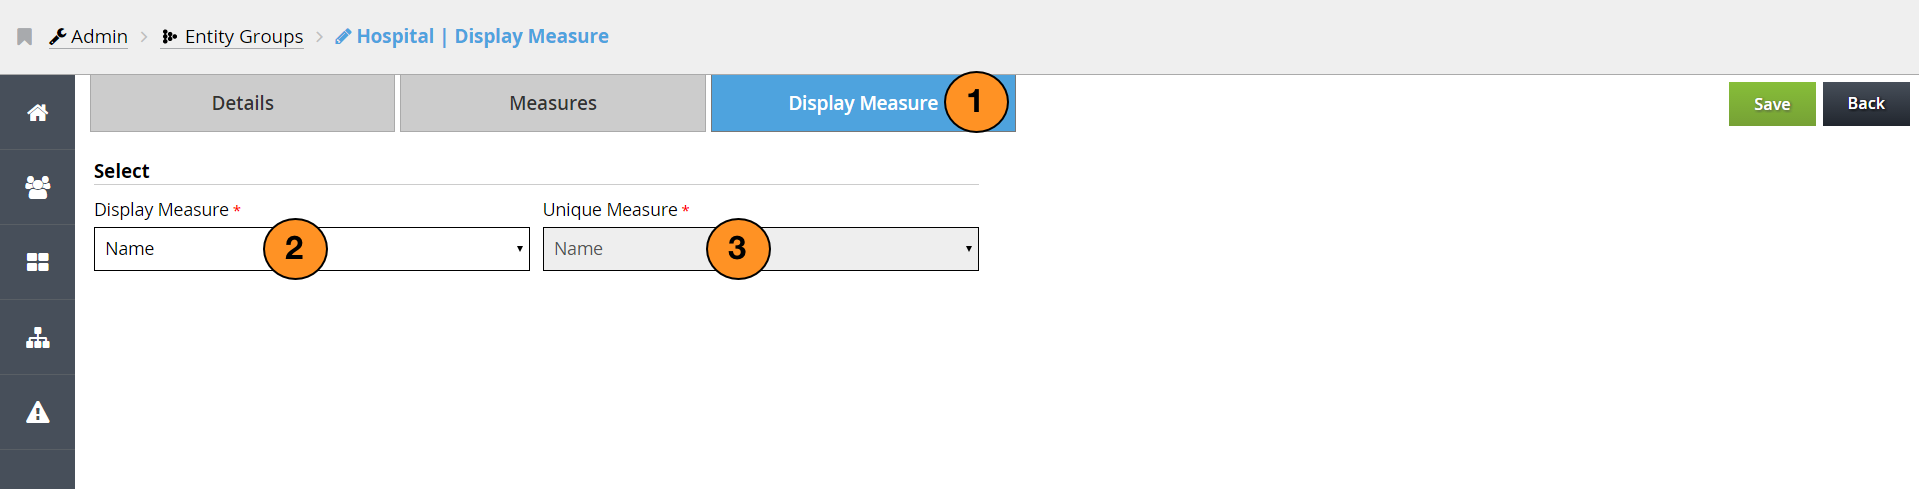 Admin > Entity Groups > Hospital | Display Measure
Details Measures Display Measure 1 Save Back
Select
Display Measure * Unique Measure *
Name 2 Name 3